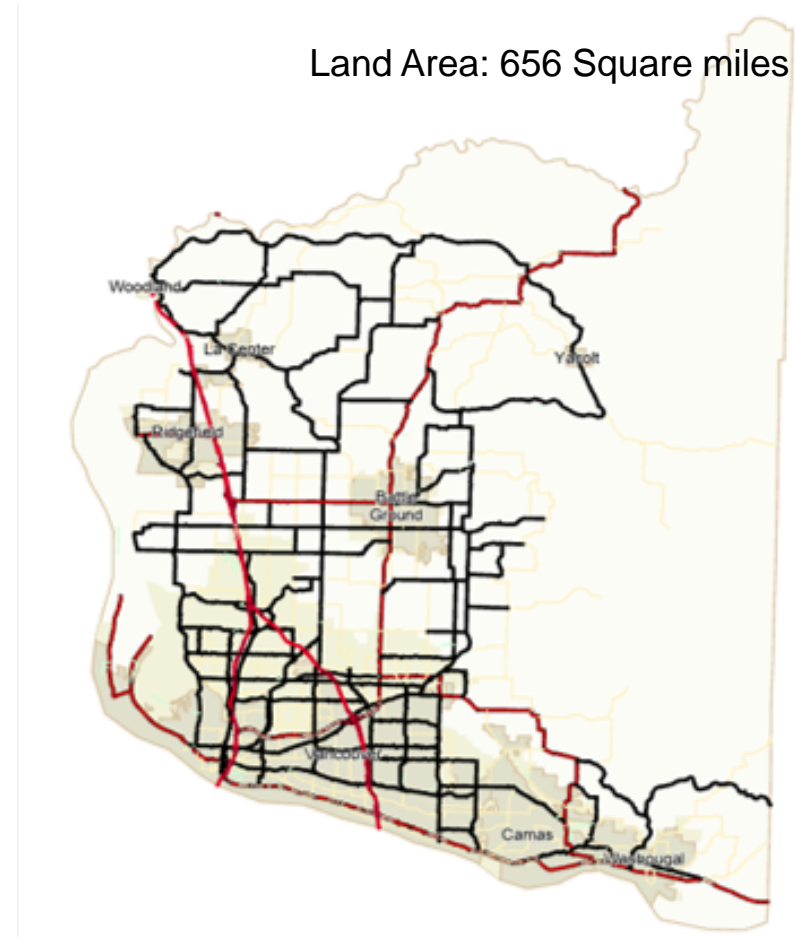 Land Area: 656 Square miles
Woodland
La Center
Yacolt
Ridgefield
Battle
Ground
Vancouver
Camas
Washougal